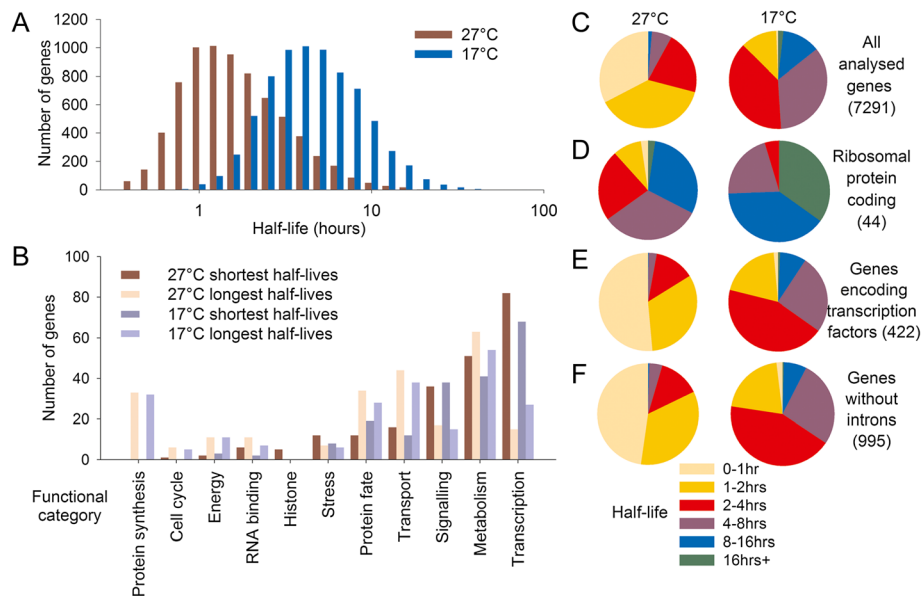 A
Number of genes
1200
1000
800
600
400
200
0
27°C
17°C
1
10
100
Half-life (hours)
B
Number of genes
100
80
60
40
20
0
27°C shortest half-lives
27°C longest half-lives
17°C shortest half-lives
17°C longest half-lives
Functional
category
Protein synthesis
Cell cycle
Energy
RNA binding
Histone
Stress
Protein fate
Transport
Signalling
Metabolism
Transcription
27°C
17°C
C
All
analysed
genes
(7291)
D
Ribosomal
protein
coding
(44)
E
Genes
encoding
transcription
factors (422)
F
Genes
without
introns
(995)
Half-life
0-1hr
1-2hrs
2-4hrs
4-8hrs
8-16hrs
16hrs+